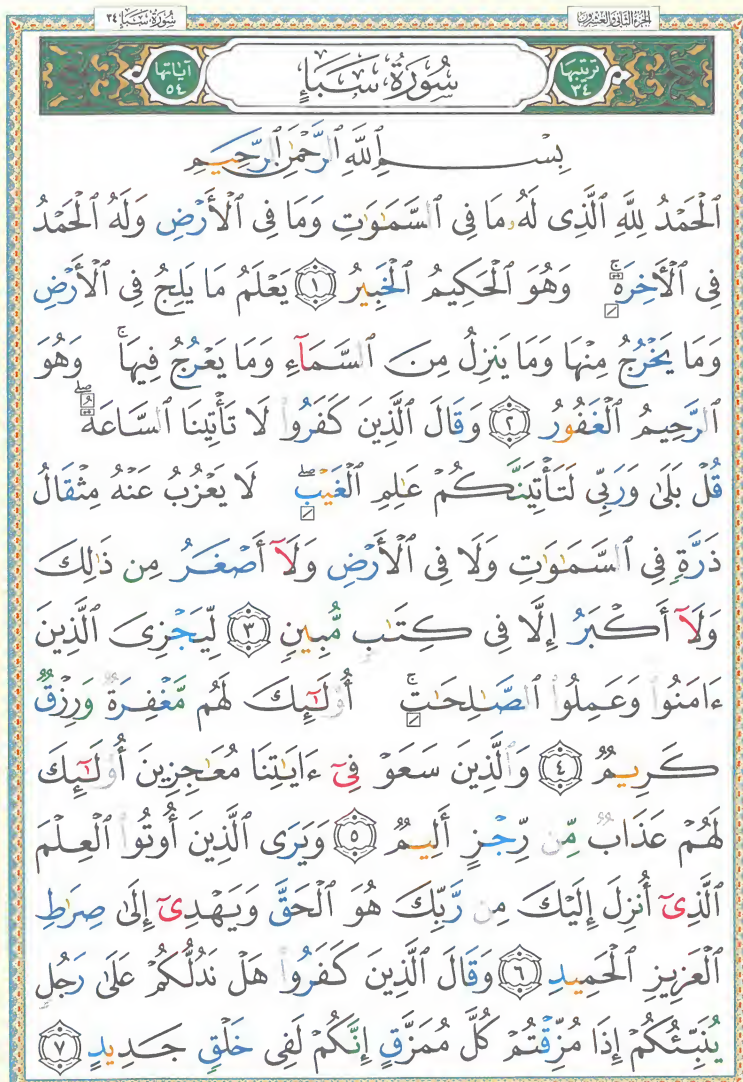 الجزء الثاني والعشرون
سُورَةُ سَبَإٍ ٣٤
ترتيبها ٣٤
سُورَةُ سَبَإٍ
آياتها ٥٤
بِسْمِ ٱللَّهِ ٱلرَّحْمَٰنِ ٱلرَّحِيمِ
ٱلْحَمْدُ لِلَّهِ ٱلَّذِى لَهُۥ مَا فِى ٱلسَّمَٰوَٰتِ وَمَا فِى ٱلْأَرْضِ وَلَهُ ٱلْحَمْدُ
فِى ٱلْأَخِرَةِۚ وَهُوَ ٱلْحَكِيمُ ٱلْخَبِيرُ ١ يَعْلَمُ مَا يَلِجُ فِى ٱلْأَرْضِ
وَمَا يَخْرُجُ مِنْهَا وَمَا يَنزِلُ مِنَ ٱلسَّمَآءِ وَمَا يَعْرُجُ فِيهَاۚ وَهُوَ
ٱلرَّحِيمُ ٱلْغَفُورُ ٢ وَقَالَ ٱلَّذِينَ كَفَرُوا۟ لَا تَأْتِينَا ٱلسَّاعَةُۖ
قُلْ بَلَىٰ وَرَبِّى لَتَأْتِيَنَّكُمْ عَٰلِمِ ٱلْغَيْبِۖ لَا يَعْزُبُ عَنْهُ مِثْقَالُ
ذَرَّةٍ فِى ٱلسَّمَٰوَٰتِ وَلَا فِى ٱلْأَرْضِ وَلَآ أَصْغَرُ مِن ذَٰلِكَ
وَلَآ أَكْبَرُ إِلَّا فِى كِتَٰبٍ مُّبِينٍ ٣ لِّيَجْزِىَ ٱلَّذِينَ
ءَامَنُوا۟ وَعَمِلُوا۟ ٱلصَّٰلِحَٰتِۚ أُو۟لَٰٓئِكَ لَهُم مَّغْفِرَةٌ وَرِزْقٌ
كَرِيمٌ ٤ وَٱلَّذِينَ سَعَوْ فِىٓ ءَايَٰتِنَا مُعَٰجِزِينَ أُو۟لَٰٓئِكَ
لَهُمْ عَذَابٌ مِّن رِّجْزٍ أَلِيمٌ ٥ وَيَرَى ٱلَّذِينَ أُوتُوا۟ ٱلْعِلْمَ
ٱلَّذِىٓ أُنزِلَ إِلَيْكَ مِن رَّبِّكَ هُوَ ٱلْحَقَّ وَيَهْدِىٓ إِلَىٰ صِرَٰطِ
ٱلْعَزِيزِ ٱلْحَمِيدِ ٦ وَقَالَ ٱلَّذِينَ كَفَرُوا۟ هَلْ نَدُلُّكُمْ عَلَىٰ رَجُلٍ
يُنَبِّئُكُمْ إِذَا مُزِّقْتُمْ كُلَّ مُمَزَّقٍ إِنَّكُمْ لَفِى خَلْقٍ جَدِيدٍ ٧